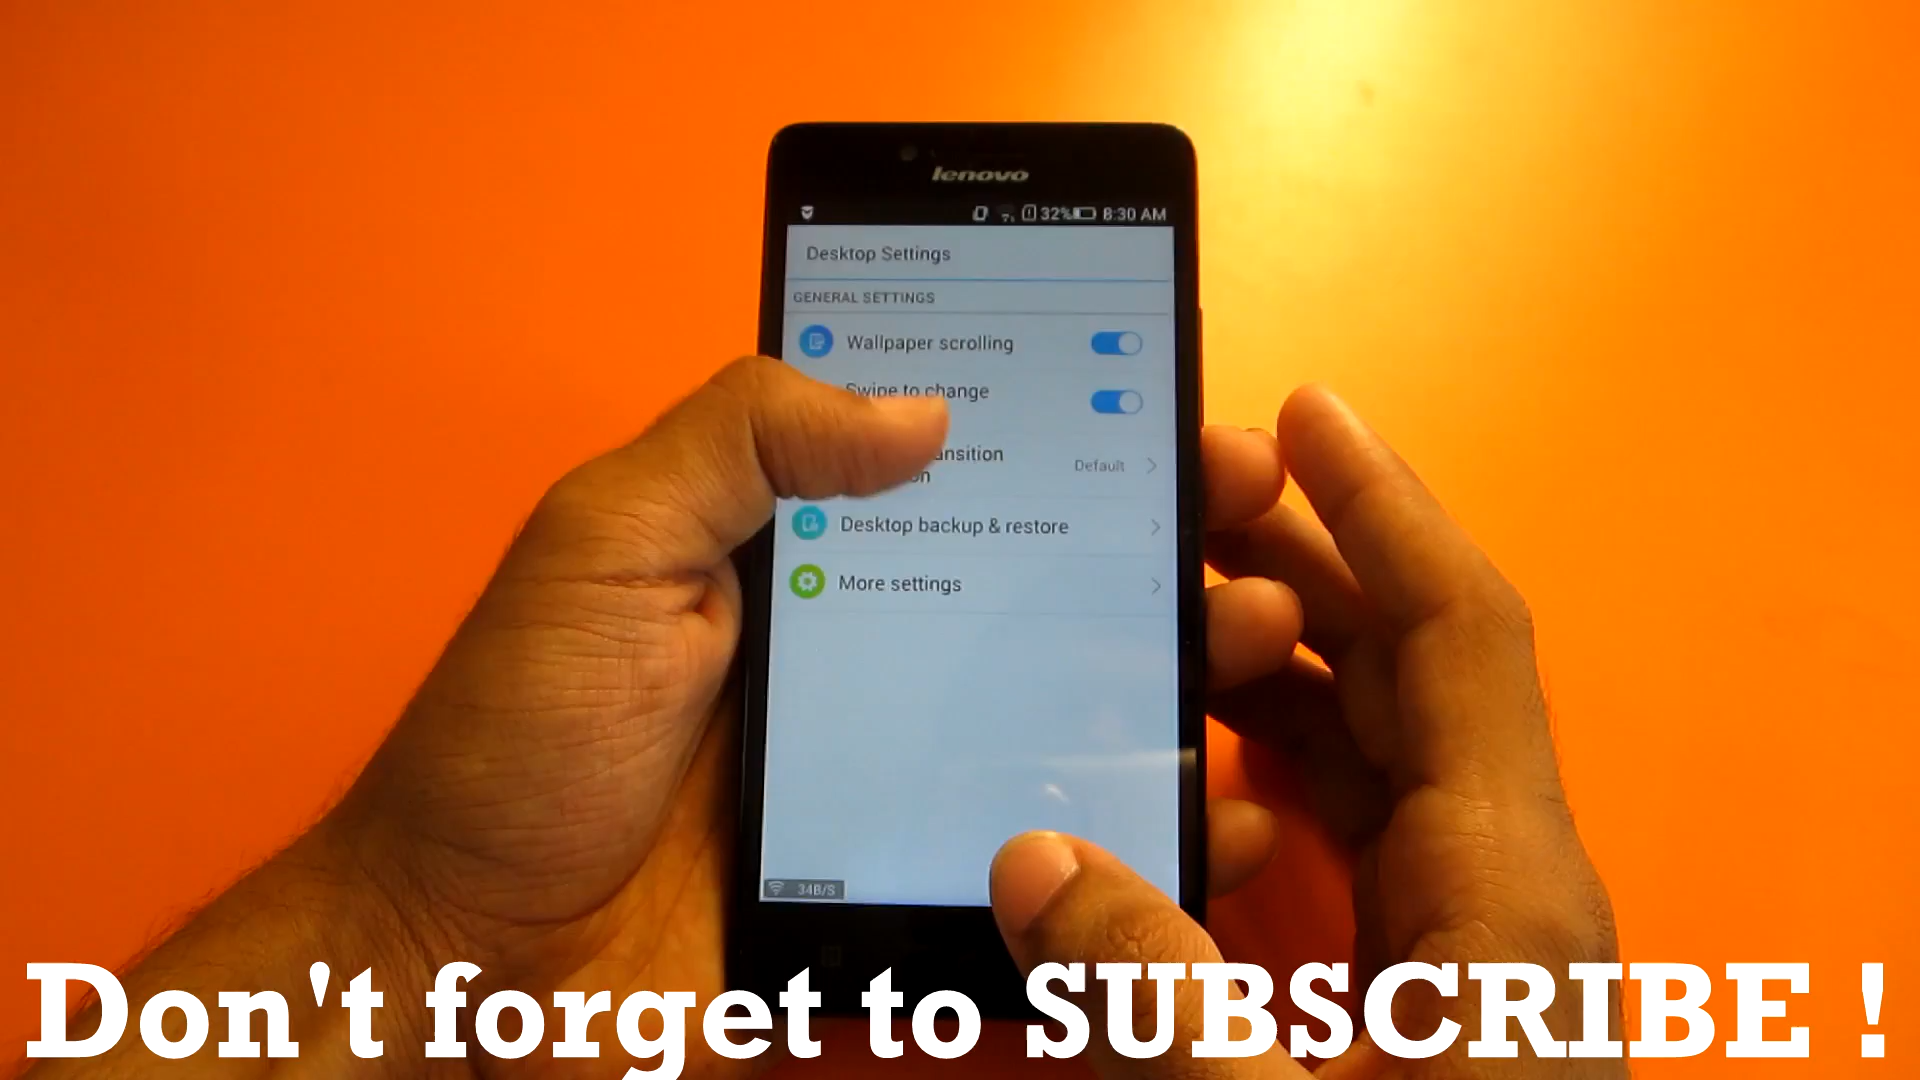 lenovo
32% 8:30 AM
Desktop Settings
GENERAL SETTINGS
Wallpaper scrolling
Swipe to change
Default
Desktop backup & restore
More settings
34B/S
Don't forget to SUBSCRIBE !